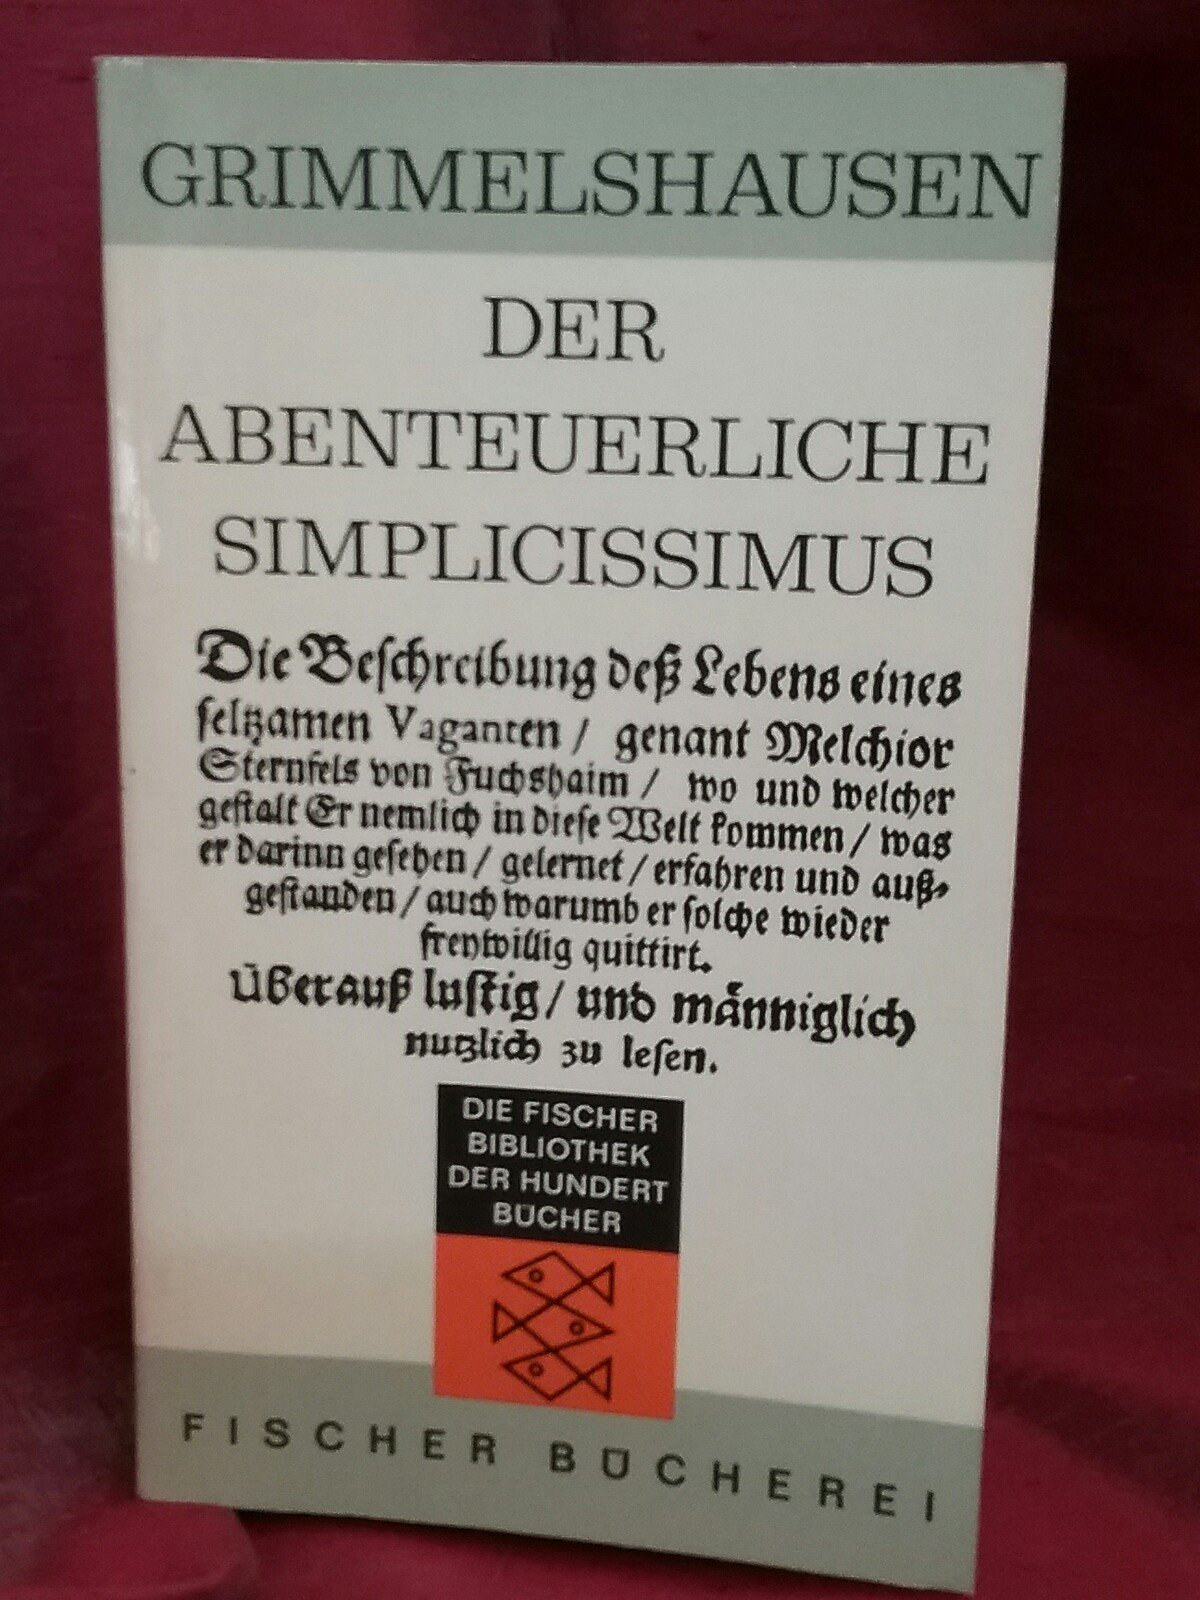 GRIMMELSHAUSEN
DER
ABENTEUERLICHE
SIMPLICISSIMUS
Die Beſchreibung deß Lebens eines
ſeltzamen Vaganten / genant Melchior
Sternfels von Fuchshaim / wo und welcher
geſtalt Er nemlich in dieſe Welt kommen / was
er darinn geſehen / gelernet / erfahren und auß⸗
geſtanden / auch warumb er ſolche wieder
freywillig quittirt.
Überauß luſtig / und maͤnniglich
nutzlich zu leſen.
DIE FISCHER
BIBLIOTHEK
DER HUNDERT
BÜCHER
FISCHER BÜCHEREI